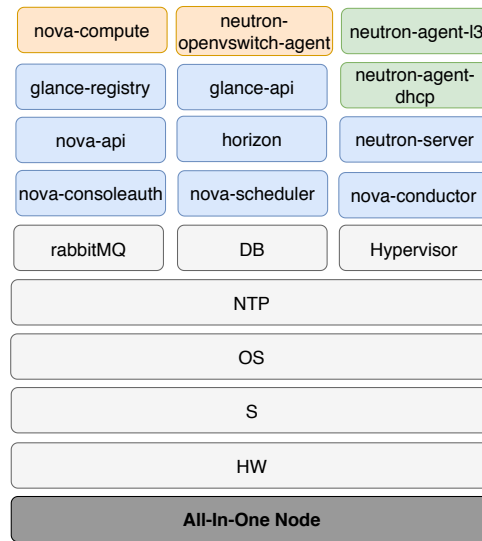 nova-compute
neutron-
openvswitch-agent
neutron-agent-l3
glance-registry
glance-api
neutron-agent-
dhcp
nova-api
horizon
neutron-server
nova-consoleauth
nova-scheduler
nova-conductor
rabbitMQ
DB
Hypervisor
NTP
OS
S
HW
All-In-One Node